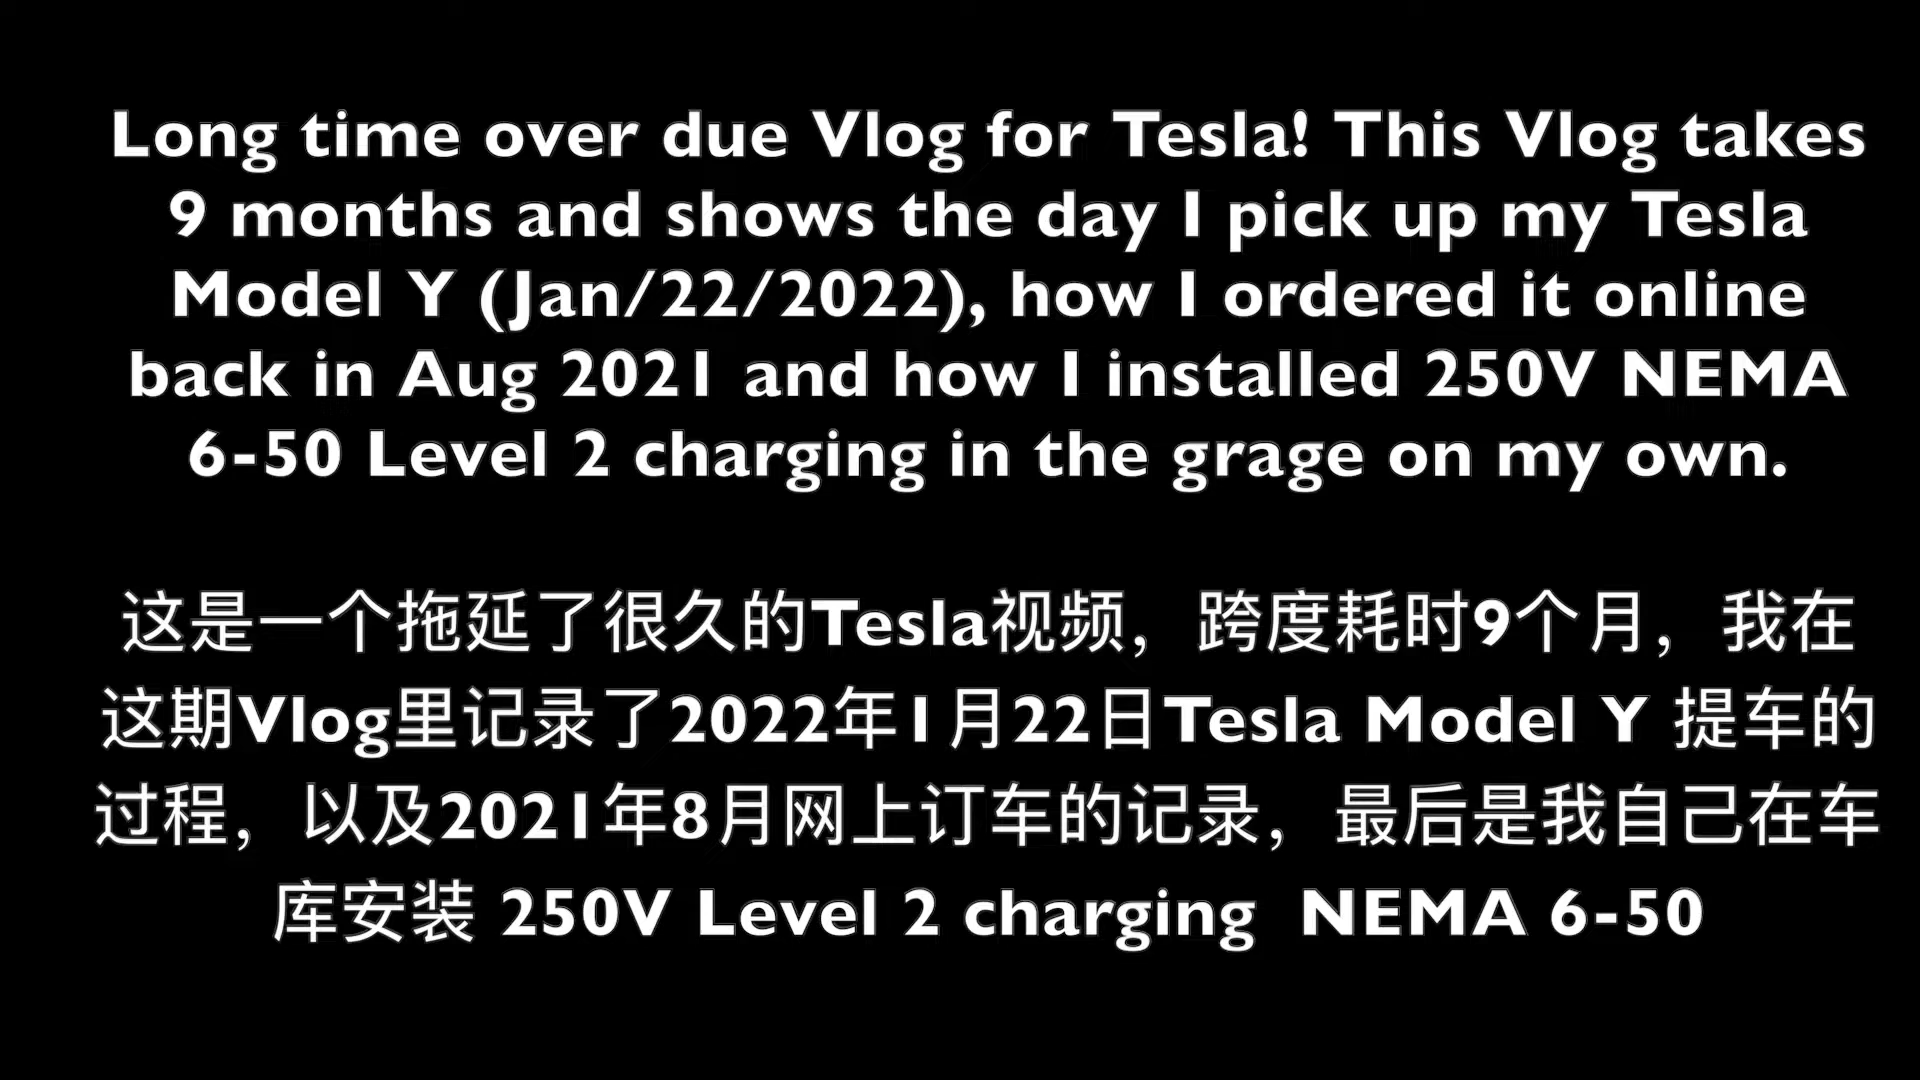 Long time over due Vlog for Tesla! This Vlog takes
9 months and shows the day I pick up my Tesla
Model Y (Jan/22/2022), how I ordered it online
back in Aug 2021 and how I installed 250V NEMA
6-50 Level 2 charging in the grage on my own.
这是一个拖延了很久的Tesla视频，跨度耗时9个月，我在
这期Vlog里记录了2022年1月22日Tesla Model Y 提车的
过程，以及2021年8月网上订车的记录，最后是我自己在车
库安装 250V Level 2 charging  NEMA 6-50